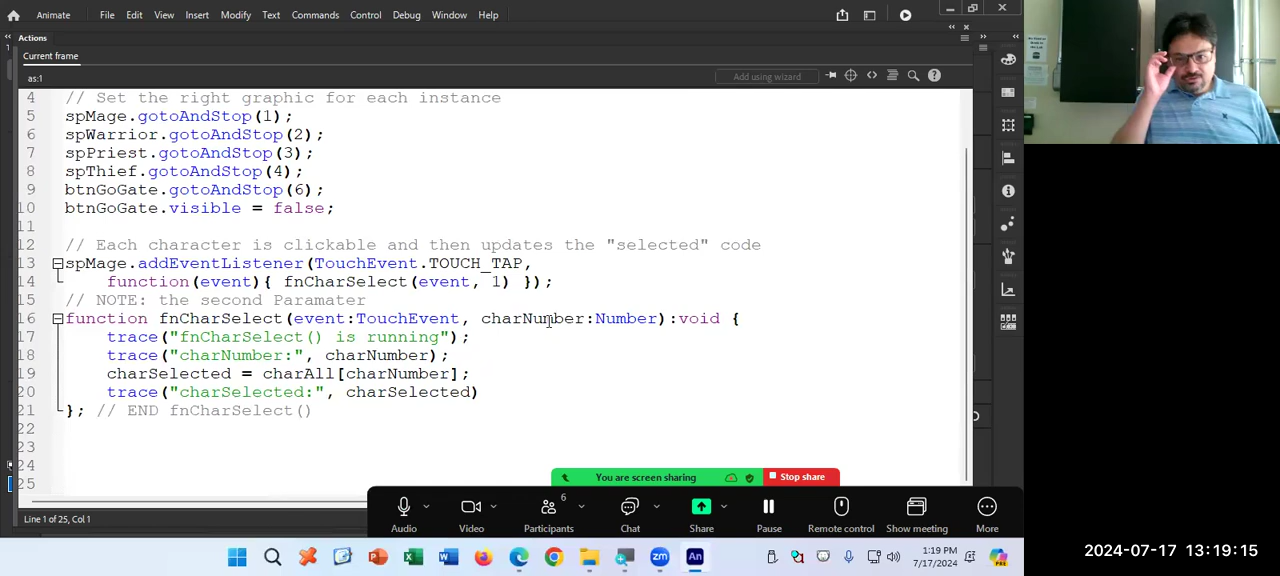 Animate File Edit View Insert Modify Text Commands Control Debug Window Help
Actions
Current frame
as:1
Add using wizard
4 // Set the right graphic for each instance
5 spMage.gotoAndStop(1);
6 spWarrior.gotoAndStop(2);
7 spPriest.gotoAndStop(3);
8 spThief.gotoAndStop(4);
9 btnGoGate.gotoAndStop(6);
10 btnGoGate.visible = false;
11
12 // Each character is clickable and then updates the "selected" code
13 spMage.addEventListener(TouchEvent.TOUCH_TAP,
14 function(event){ fnCharSelect(event, 1) });
15 // NOTE: the second Paramater
16 function fnCharSelect(event:TouchEvent, charNumber:Number):void {
17 trace("fnCharSelect() is running");
18 trace("charNumber:", charNumber);
19 charSelected = charAll[charNumber];
20 trace("charSelected:", charSelected)
21 }; // END fnCharSelect()
22
23
24
25
You are screen sharing Stop share
6
Audio Video Participants Chat Share Pause Remote control Show meeting More
Line 1 of 25, Col 1
1:19 PM
7/17/2024
2024-07-17 13:19:15